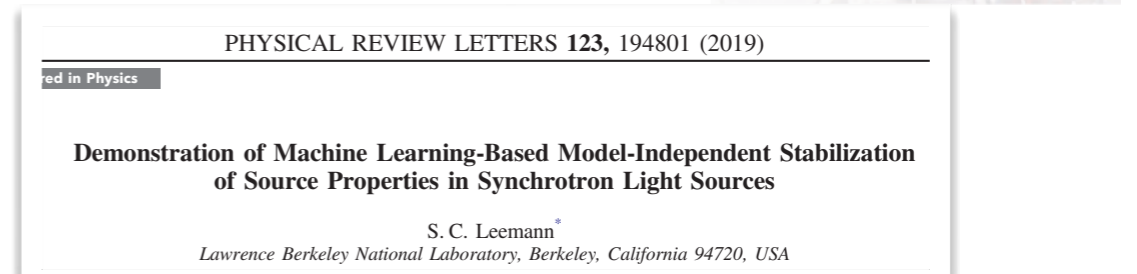 PHYSICAL REVIEW LETTERS 123, 194801 (2019)
red in Physics
Demonstration of Machine Learning-Based Model-Independent Stabilization
of Source Properties in Synchrotron Light Sources
S. C. Leemann*
Lawrence Berkeley National Laboratory, Berkeley, California 94720, USA